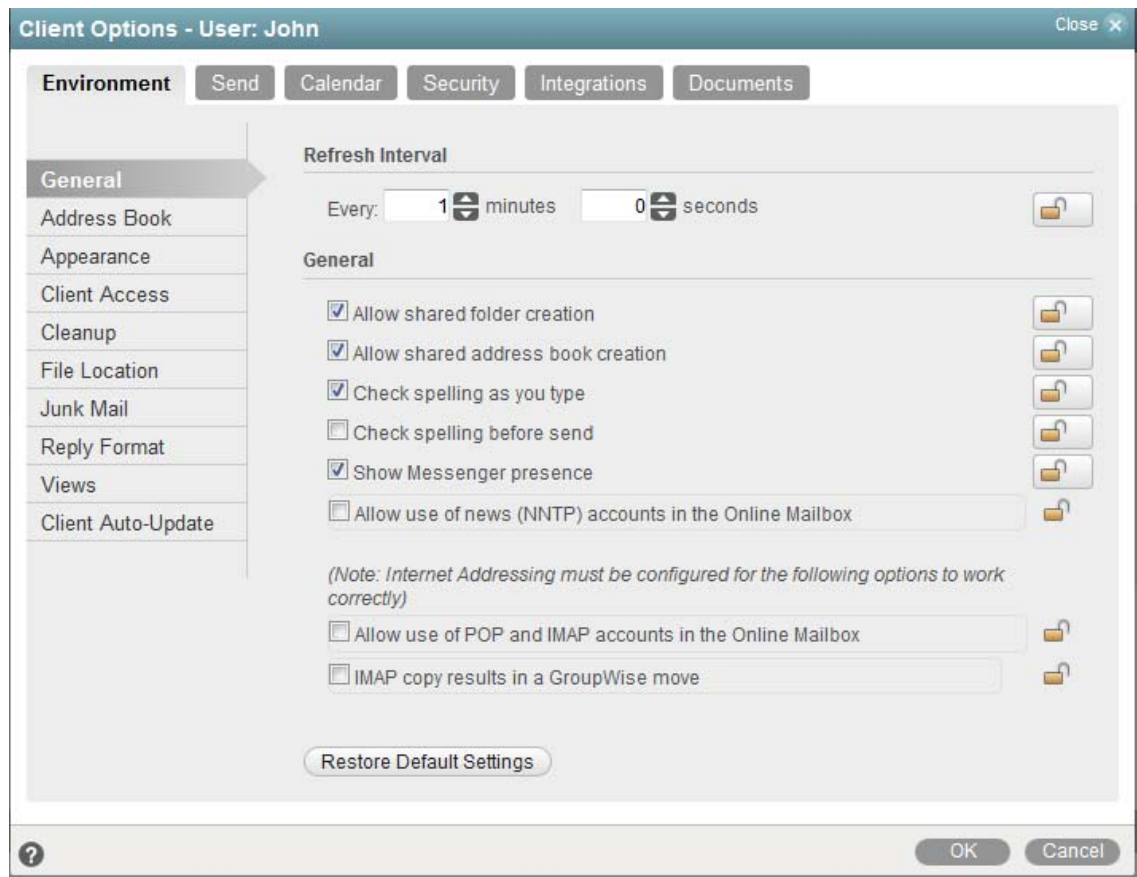 Client Options - User: John
Close
Environment
Send
Calendar
Security
Integrations
Documents
General
Address Book
Appearance
Client Access
Cleanup
File Location
Junk Mail
Reply Format
Views
Client Auto-Update
Refresh Interval
Every: 1 minutes 0 seconds
General
Allow shared folder creation
Allow shared address book creation
Check spelling as you type
Check spelling before send
Show Messenger presence
Allow use of news (NNTP) accounts in the Online Mailbox
(Note: Internet Addressing must be configured for the following options to work
correctly)
Allow use of POP and IMAP accounts in the Online Mailbox
IMAP copy results in a GroupWise move
Restore Default Settings
?
OK
Cancel